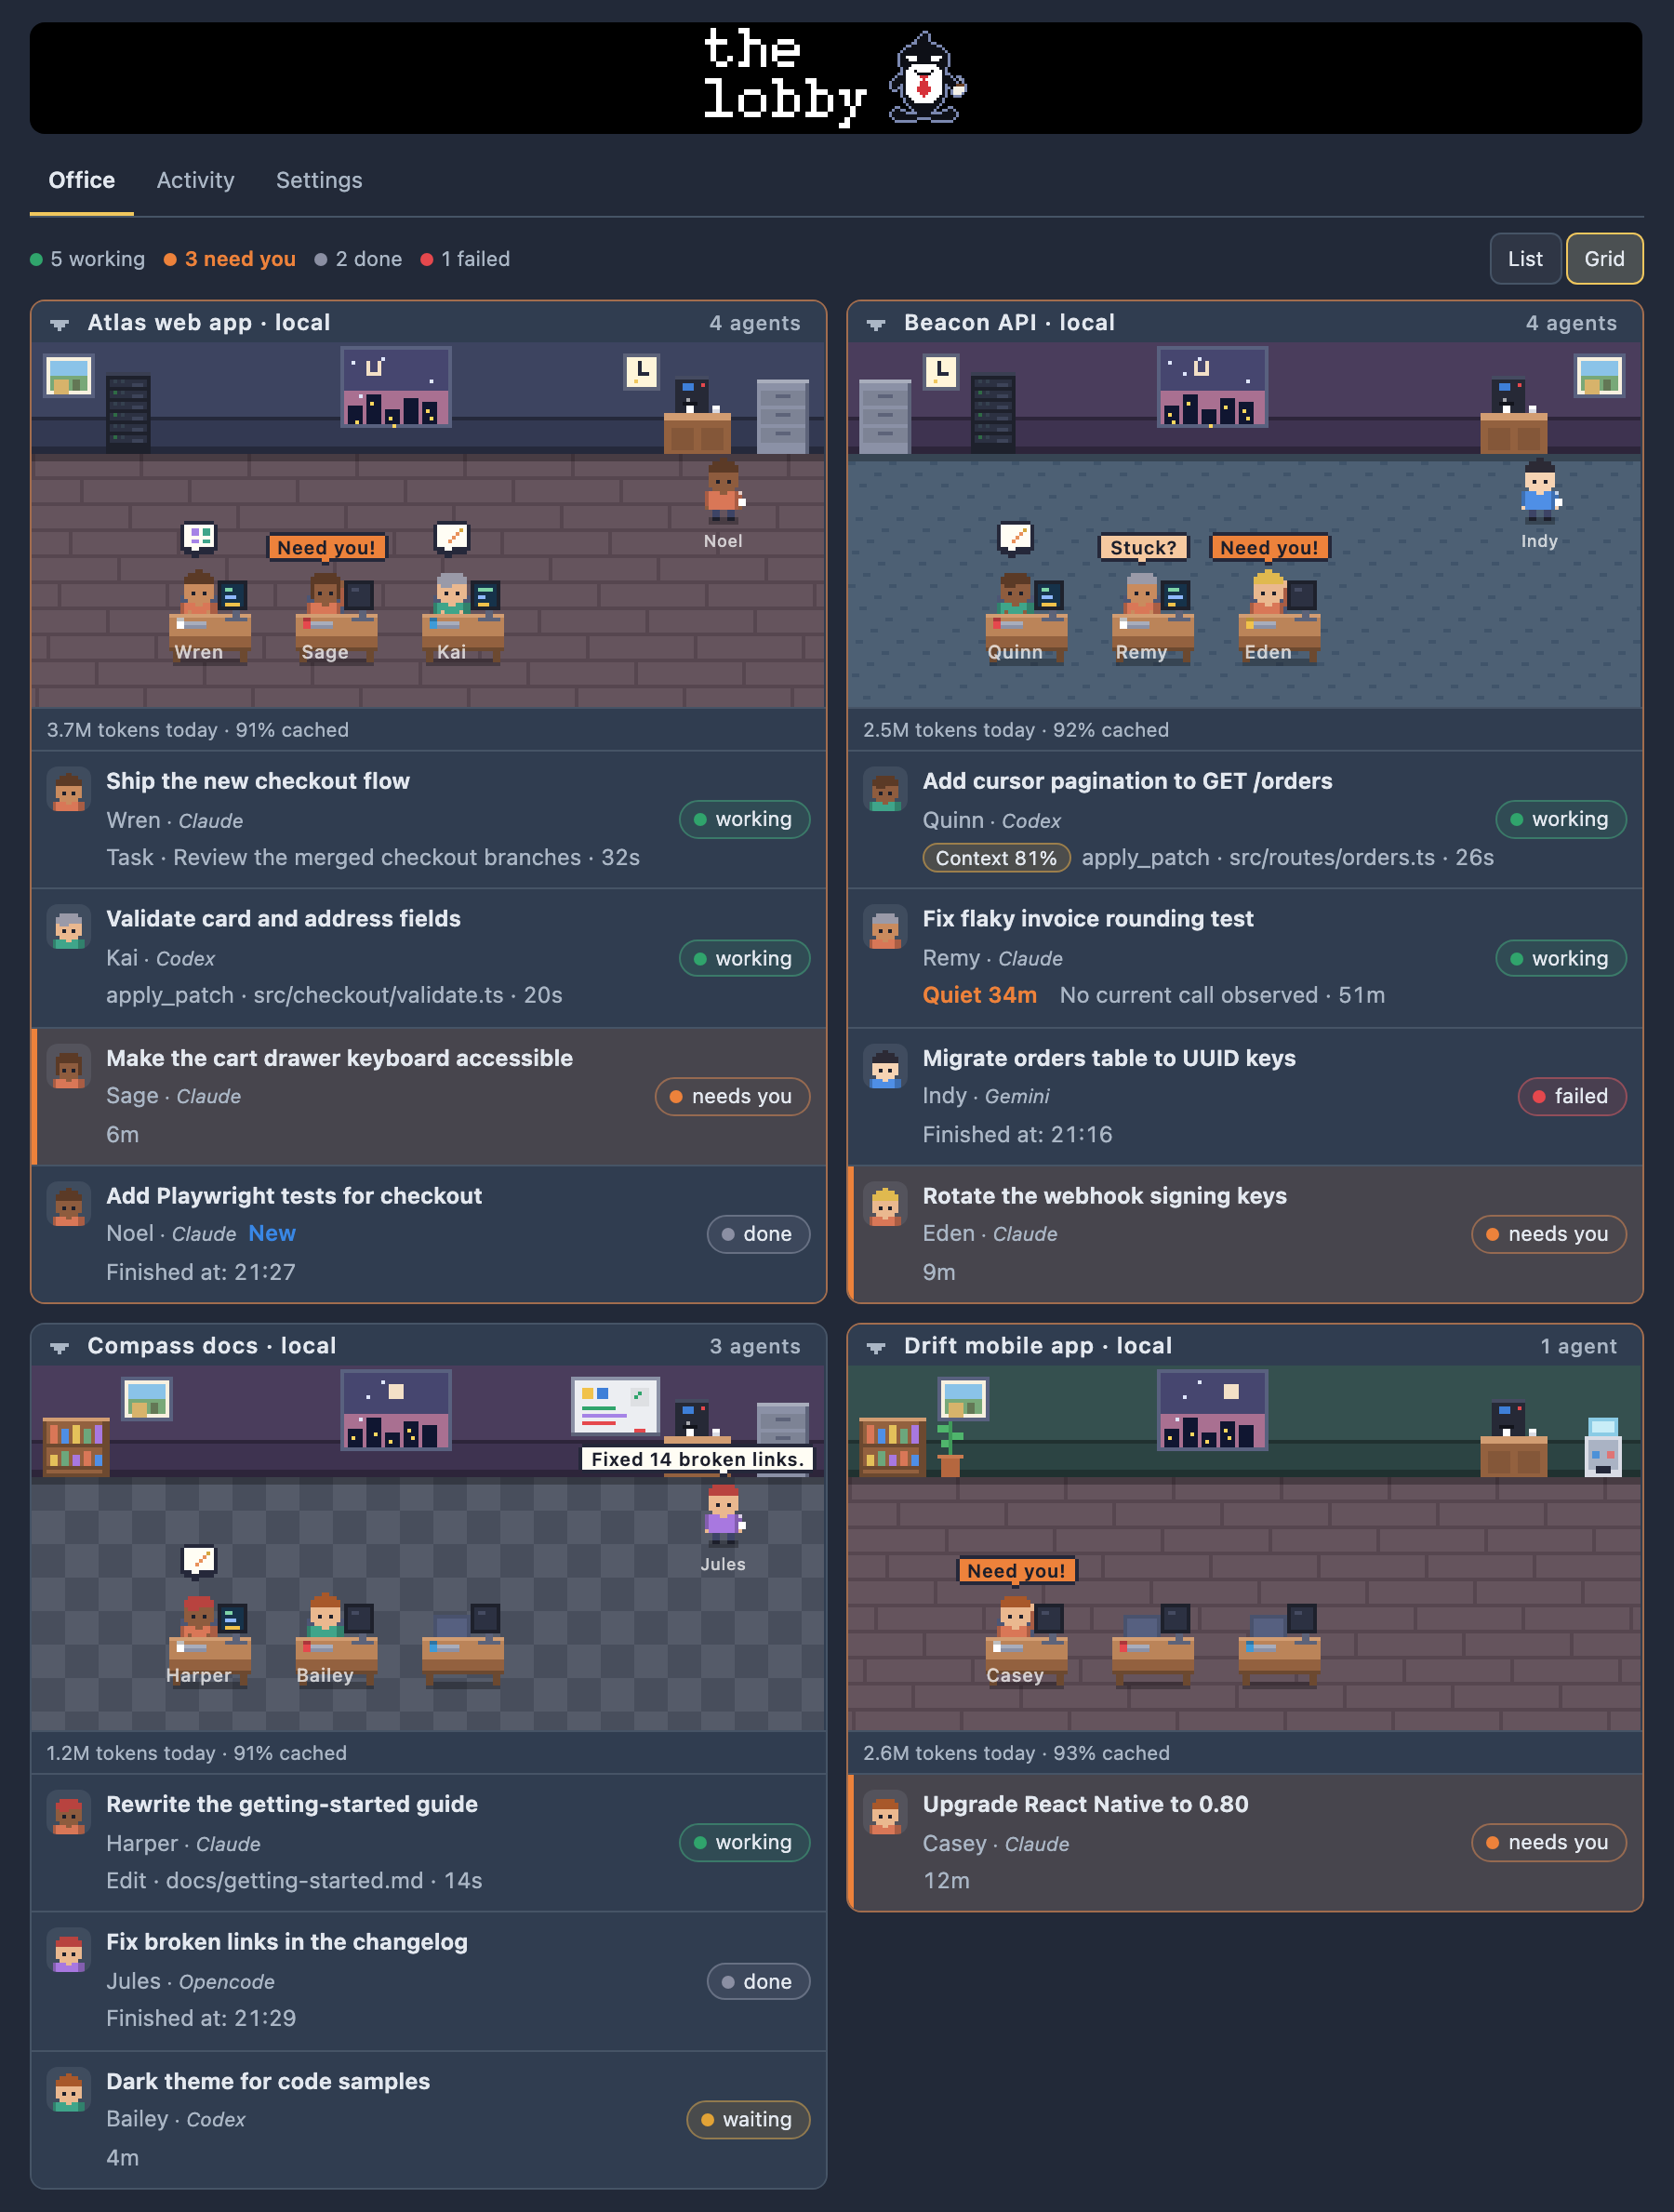 the
lobby
Office Activity Settings
5 working 3 need you 2 done 1 failed
List Grid
Atlas web app · local 4 agents
Need you!
Noel
Wren Sage Kai
3.7M tokens today · 91% cached
Ship the new checkout flow
Wren · Claude
working
Task · Review the merged checkout branches · 32s
Validate card and address fields
Kai · Codex
working
apply_patch · src/checkout/validate.ts · 20s
Make the cart drawer keyboard accessible
Sage · Claude
needs you
6m
Add Playwright tests for checkout
Noel · Claude New
done
Finished at: 21:27
Beacon API · local 4 agents
Indy
Stuck? Need you!
Quinn Remy Eden
2.5M tokens today · 92% cached
Add cursor pagination to GET /orders
Quinn · Codex
working
Context 81% apply_patch · src/routes/orders.ts · 26s
Fix flaky invoice rounding test
Remy · Claude
working
Quiet 34m No current call observed · 51m
Migrate orders table to UUID keys
Indy · Gemini
failed
Finished at: 21:16
Rotate the webhook signing keys
Eden · Claude
needs you
9m
Compass docs · local 3 agents
Fixed 14 broken links.
Jules
Harper Bailey
1.2M tokens today · 91% cached
Rewrite the getting-started guide
Harper · Claude
working
Edit · docs/getting-started.md · 14s
Fix broken links in the changelog
Jules · Opencode
done
Finished at: 21:29
Dark theme for code samples
Bailey · Codex
waiting
4m
Drift mobile app · local 1 agent
Need you!
Casey
2.6M tokens today · 93% cached
Upgrade React Native to 0.80
Casey · Claude
needs you
12m